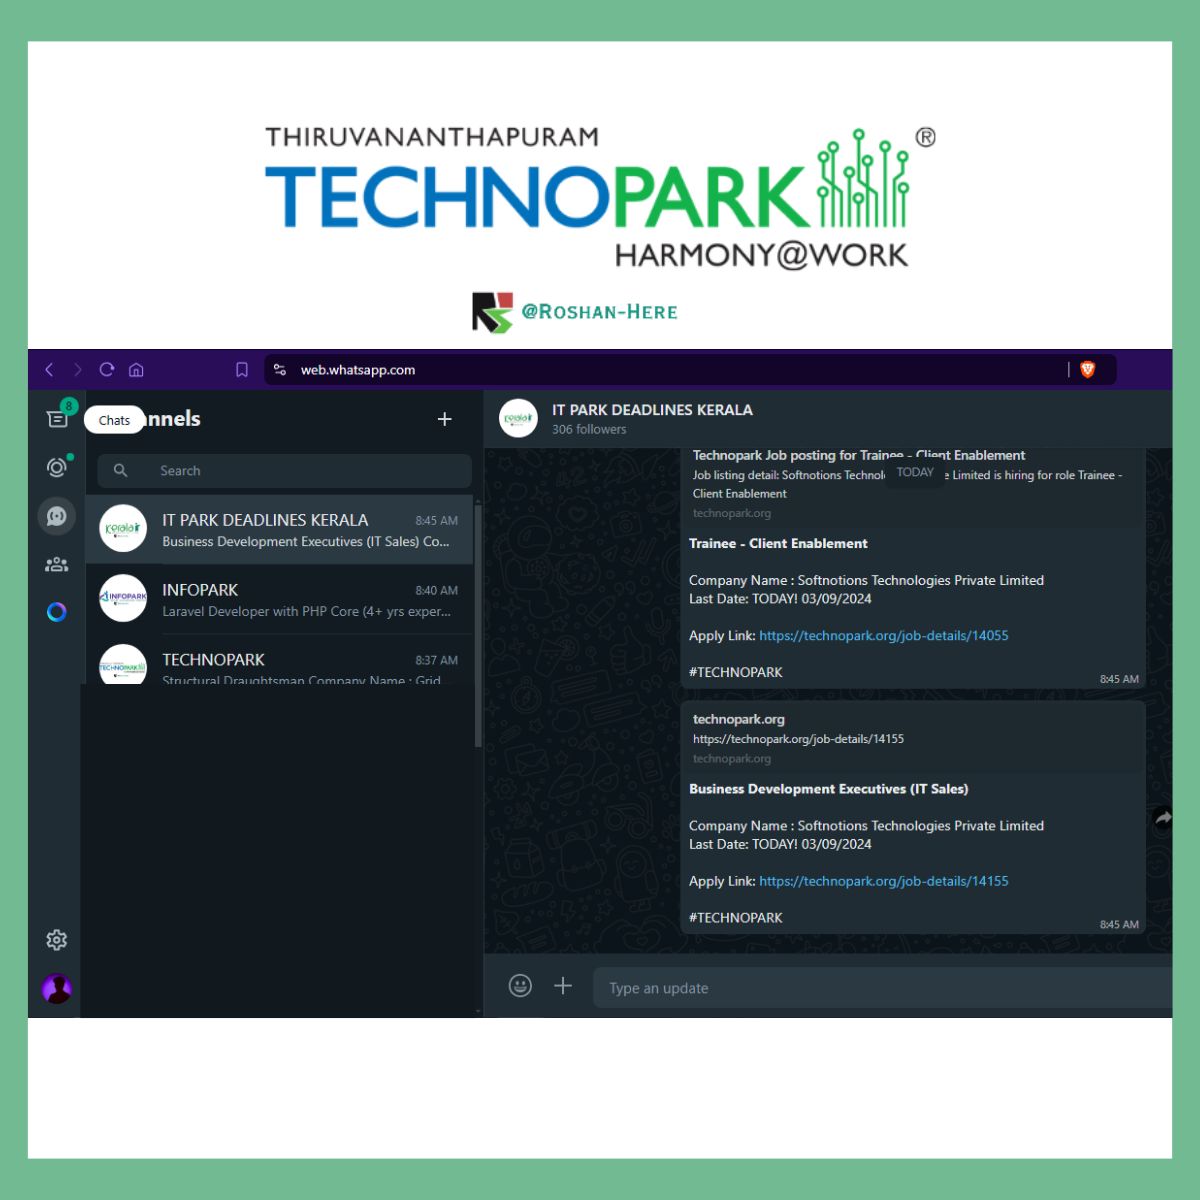 THIRUVANANTHAPURAM
TECHNOPARK®
HARMONY@WORK
@ROSHAN-HERE
web.whatsapp.com
8
Chats
nnels
Search
IT PARK DEADLINES KERALA 8:45 AM
Business Development Executives (IT Sales) Co...
INFOPARK 8:40 AM
Laravel Developer with PHP Core (4+ yrs exper...
TECHNOPARK 8:37 AM
Structural Draughtsman Company Name : Grid
IT PARK DEADLINES KERALA
306 followers
Technopark Job posting for Trainee - Client Enablement
TODAY
Job listing detail: Softnotions Technol e Limited is hiring for role Trainee -
Client Enablement
technopark.org
Trainee - Client Enablement
Company Name : Softnotions Technologies Private Limited
Last Date: TODAY! 03/09/2024
Apply Link: https://technopark.org/job-details/14055
#TECHNOPARK
8:45 AM
technopark.org
https://technopark.org/job-details/14155
technopark.org
Business Development Executives (IT Sales)
Company Name : Softnotions Technologies Private Limited
Last Date: TODAY! 03/09/2024
Apply Link: https://technopark.org/job-details/14155
#TECHNOPARK
8:45 AM
Type an update